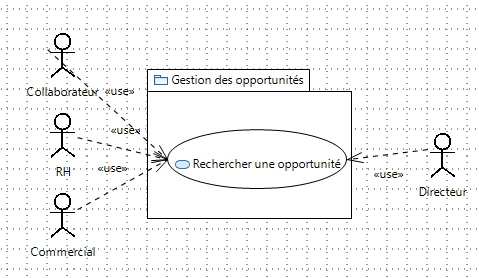 Gestion des opportunités
Collaborateur
«use»
«use»
Rechercher une opportunité
RH
«use»
«use»
Directeur
Commercial